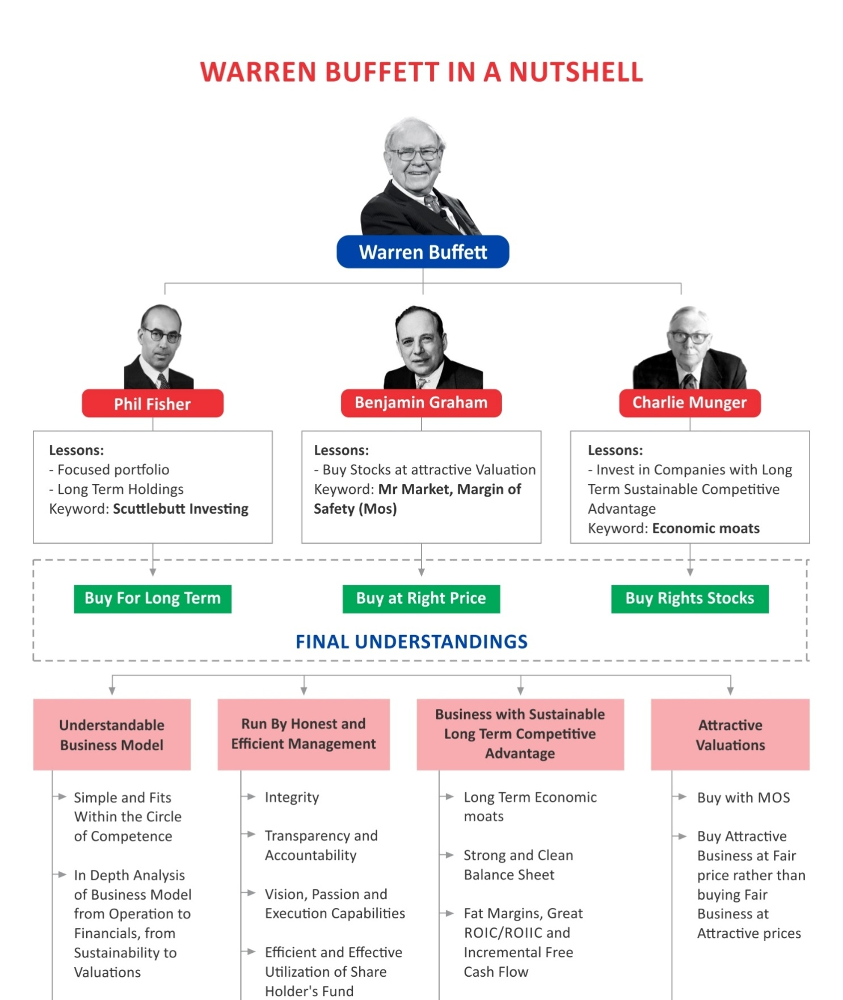 WARREN BUFFETT IN A NUTSHELL
Warren Buffett
Phil Fisher
Lessons:
- Focused portfolio
- Long Term Holdings
Keyword: Scuttlebutt Investing
Benjamin Graham
Lessons:
- Buy Stocks at attractive Valuation
Keyword: Mr Market, Margin of
Safety (Mos)
Charlie Munger
Lessons:
- Invest in Companies with Long
Term Sustainable Competitive
Advantage
Keyword: Economic moats
Buy For Long Term
Buy at Right Price
Buy Rights Stocks
FINAL UNDERSTANDINGS
Understandable
Business Model
Simple and Fits
Within the Circle
of Competence
In Depth Analysis
of Business Model
from Operation to
Financials, from
Sustainability to
Valuations
Run By Honest and
Efficient Management
Integrity
Transparency and
Accountability
Vision, Passion and
Execution Capabilities
Efficient and Effective
Utilization of Share
Holder's Fund
Business with Sustainable
Long Term Competitive
Advantage
Long Term Economic
moats
Strong and Clean
Balance Sheet
Fat Margins, Great
ROIC/ROIIC and
Incremental Free
Cash Flow
Attractive
Valuations
Buy with MOS
Buy Attractive
Business at Fair
price rather than
buying Fair
Business at
Attractive prices